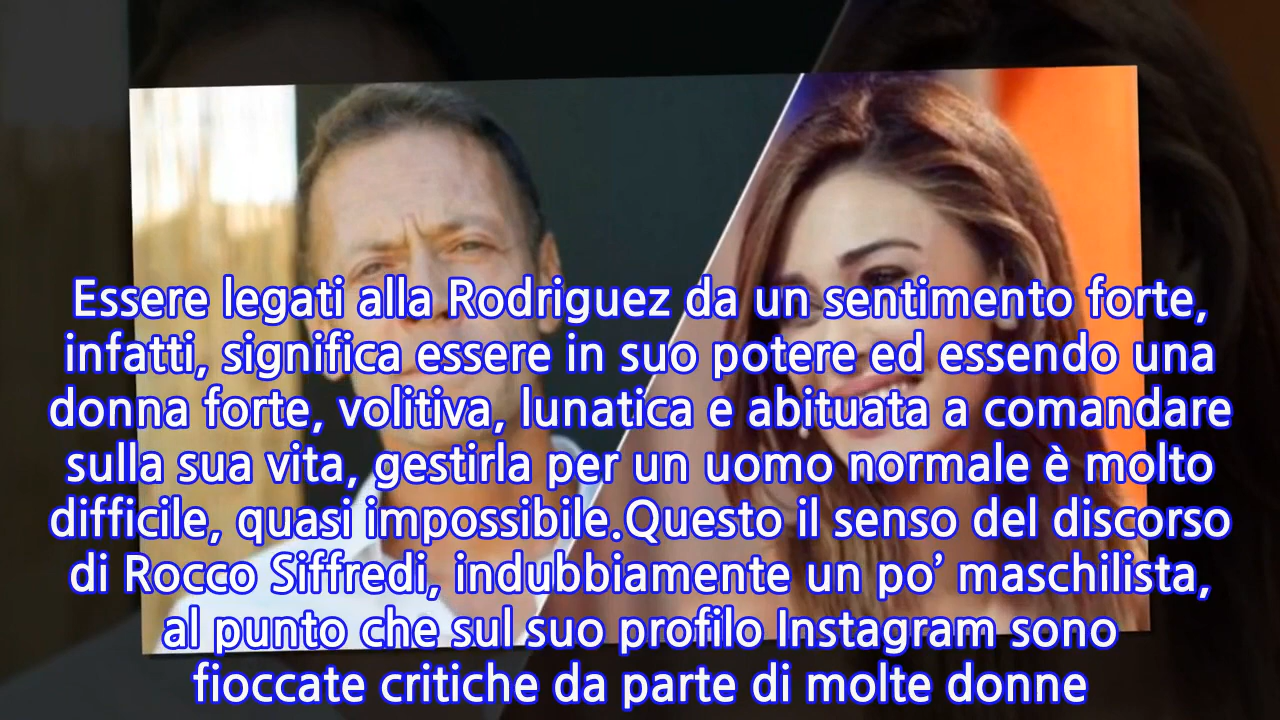 Essere legati alla Rodriguez da un sentimento forte,
infatti, significa essere in suo potere ed essendo una
donna forte, volitiva, lunatica e abituata a comandare
sulla sua vita, gestirla per un uomo normale è molto
difficile, quasi impossibile.Questo il senso del discorso
di Rocco Siffredi, indubbiamente un po’ maschilista,
al punto che sul suo profilo Instagram sono
fioccate critiche da parte di molte donne